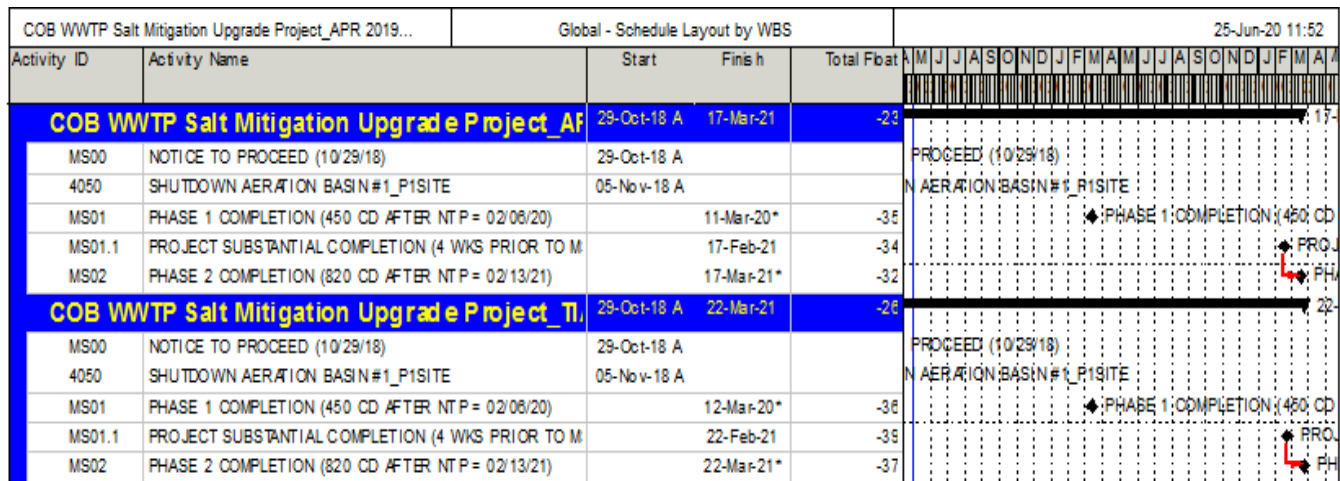 COB WWTP Salt Mitigation Upgrade Project_APR 2019... Global - Schedule Layout by WBS 25-Jun-20 11:52
Activity ID Activity Name Start Finish Total Float M J J A S O N D J F M A M J J A S O N D J F M A
COB WWTP Salt Mitigation Upgrade Project_AP 29-Oct-18 A 17-Mar-21 -23 17-
MS00 NOTICE TO PROCEED (10/29/18) 29-Oct-18 A PROCEED (10/29/18)
4050 SHUTDOWN AERATION BASIN #1_P1SITE 05-Nov-18 A N AERATION BASIN #1_P1SITE
MS01 PHASE 1 COMPLETION (450 CD AFTER NTP = 02/06/20) 11-Mar-20* -35 PHASE 1 COMPLETION (450 CD
MS01.1 PROJECT SUBSTANTIAL COMPLETION (4 WKS PRIOR TO M 17-Feb-21 -34 PROJ
MS02 PHASE 2 COMPLETION (820 CD AFTER NTP = 02/13/21) 17-Mar-21* -32 PHA
COB WWTP Salt Mitigation Upgrade Project_TIA 29-Oct-18 A 22-Mar-21 -26 22-
MS00 NOTICE TO PROCEED (10/29/18) 29-Oct-18 A PROCEED (10/29/18)
4050 SHUTDOWN AERATION BASIN #1_P1SITE 05-Nov-18 A N AERATION BASIN #1_P1SITE
MS01 PHASE 1 COMPLETION (450 CD AFTER NTP = 02/06/20) 12-Mar-20* -36 PHASE 1 COMPLETION (450 CD
MS01.1 PROJECT SUBSTANTIAL COMPLETION (4 WKS PRIOR TO M 22-Feb-21 -39 PRO
MS02 PHASE 2 COMPLETION (820 CD AFTER NTP = 02/13/21) 22-Mar-21* -37 PH